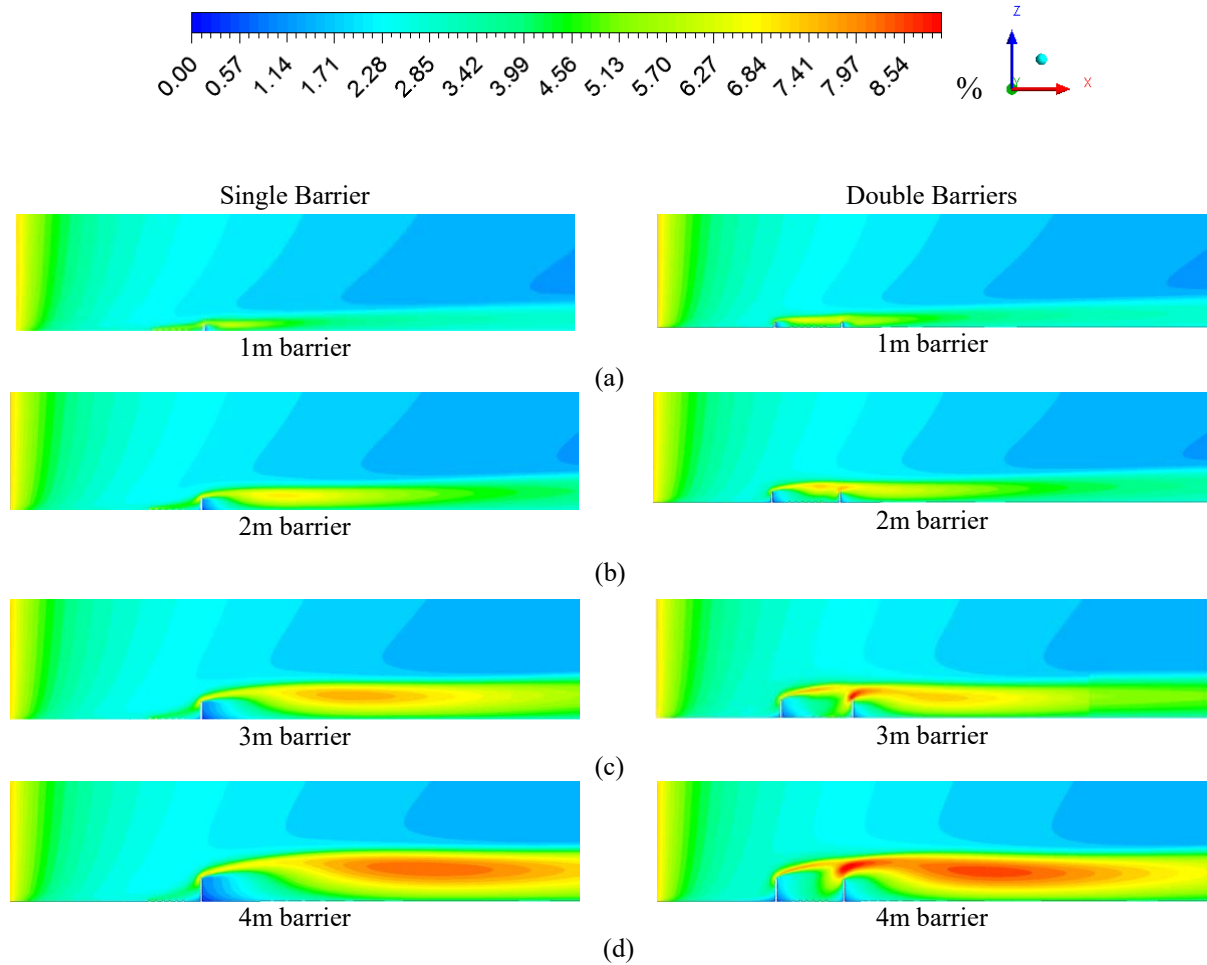 Z
0.00 0.57 1.14 1.71 2.28 2.85 3.42 3.99 4.56 5.13 5.70 6.27 6.84 7.41 7.97 8.54
% Y X
Single Barrier Double Barriers
1m barrier 1m barrier
(a)
2m barrier 2m barrier
(b)
3m barrier 3m barrier
(c)
4m barrier 4m barrier
(d)